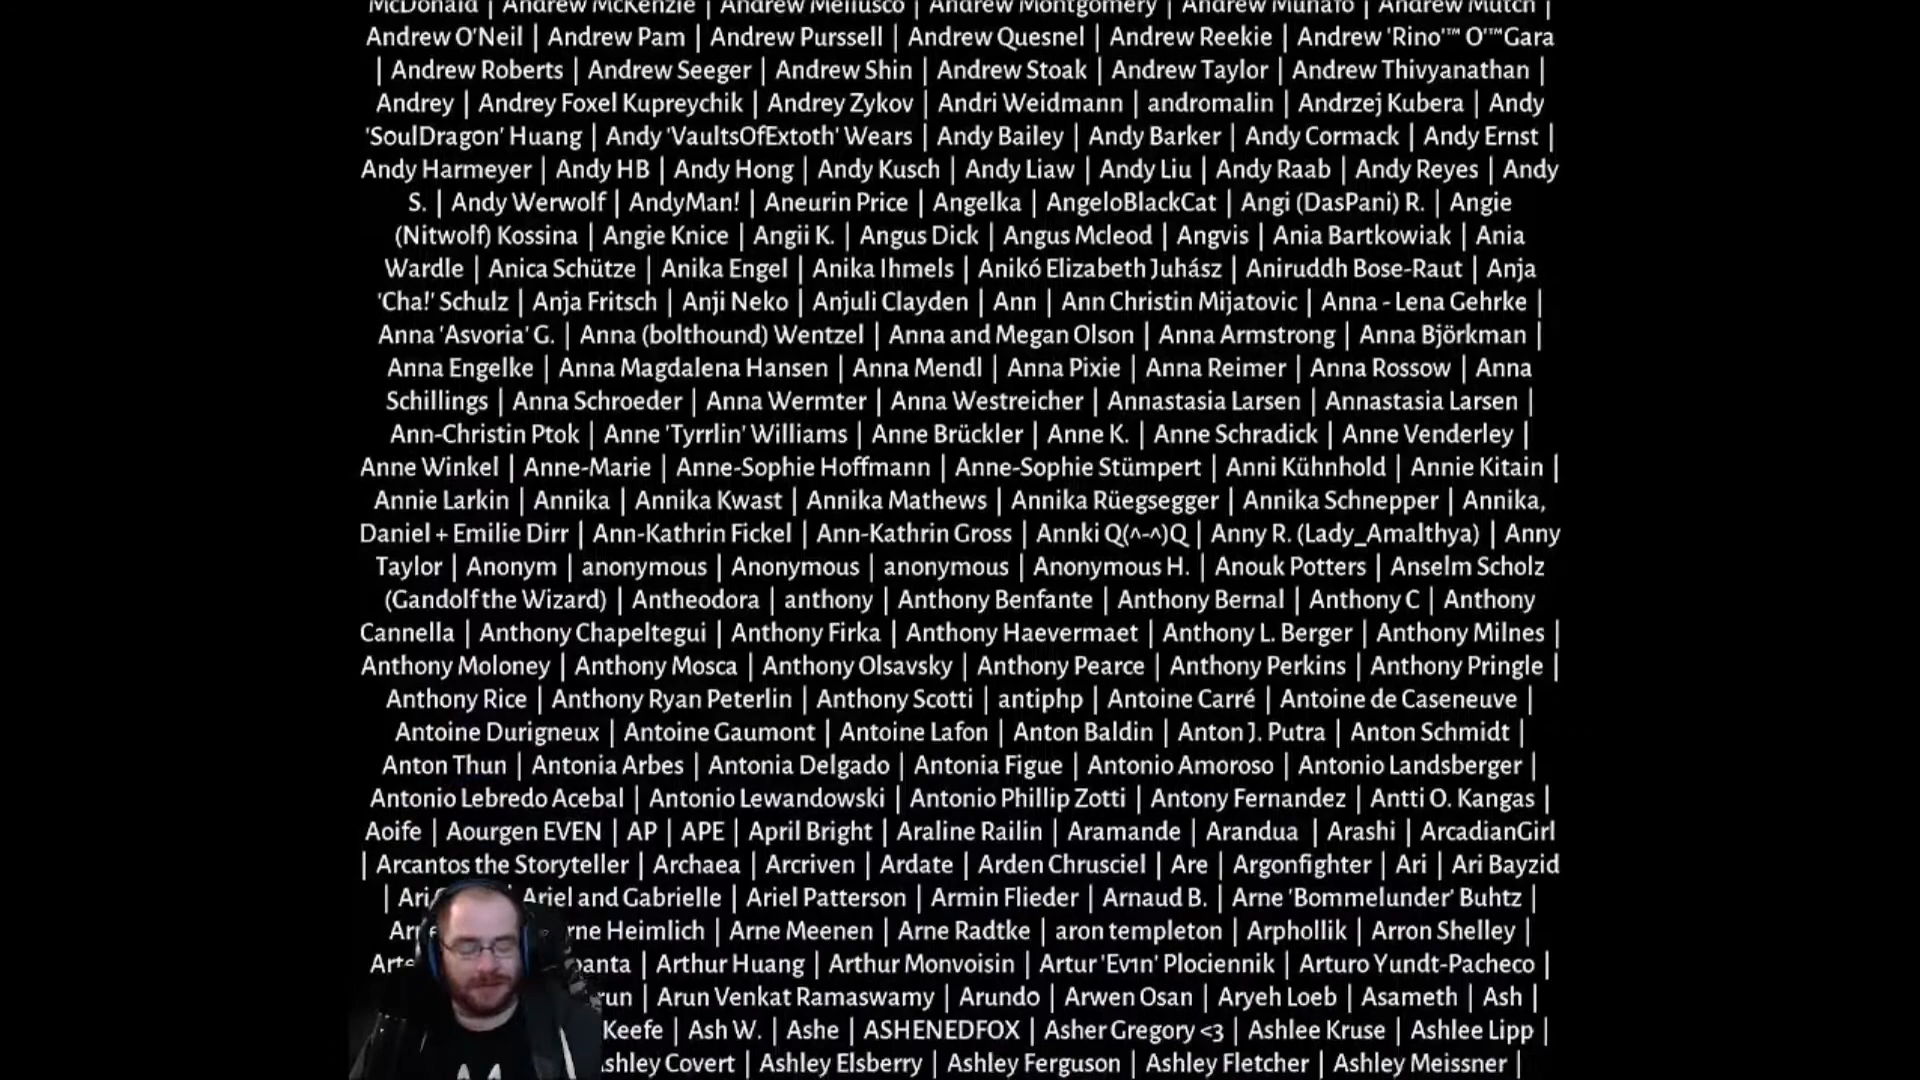 McDonald | Andrew McKenzie | Andrew Mellusco | Andrew Montgomery | Andrew Munafo | Andrew Mutch |
Andrew O'Neil | Andrew Pam | Andrew Purssell | Andrew Quesnel | Andrew Reekie | Andrew 'Rino'™ O'™Gara
| Andrew Roberts | Andrew Seeger | Andrew Shin | Andrew Stoak | Andrew Taylor | Andrew Thivyanathan |
Andrey | Andrey Foxel Kupreychik | Andrey Zykov | Andri Weidmann | andromalin | Andrzej Kubera | Andy
'SoulDragon' Huang | Andy 'VaultsOfExtoth' Wears | Andy Bailey | Andy Barker | Andy Cormack | Andy Ernst |
Andy Harmeyer | Andy HB | Andy Hong | Andy Kusch | Andy Liaw | Andy Liu | Andy Raab | Andy Reyes | Andy
S. | Andy Werwolf | AndyMan! | Aneurin Price | Angelka | AngeloBlackCat | Angi (DasPani) R. | Angie
(Nitwolf) Kossina | Angie Knice | Angii K. | Angus Dick | Angus Mcleod | Angvis | Ania Bartkowiak | Ania
Wardle | Anica Schütze | Anika Engel | Anika Ihmels | Anikó Elizabeth Juhász | Aniruddh Bose-Raut | Anja
'Cha!' Schulz | Anja Fritsch | Anji Neko | Anjuli Clayden | Ann | Ann Christin Mijatovic | Anna - Lena Gehrke |
Anna 'Asvoria' G. | Anna (bolthound) Wentzel | Anna and Megan Olson | Anna Armstrong | Anna Björkman |
Anna Engelke | Anna Magdalena Hansen | Anna Mendl | Anna Pixie | Anna Reimer | Anna Rossow | Anna
Schillings | Anna Schroeder | Anna Wermter | Anna Westreicher | Annastasia Larsen | Annastasia Larsen |
Ann-Christin Ptok | Anne 'Tyrrlin' Williams | Anne Brückler | Anne K. | Anne Schradick | Anne Venderley |
Anne Winkel | Anne-Marie | Anne-Sophie Hoffmann | Anne-Sophie Stümpert | Anni Kühnhold | Annie Kitain |
Annie Larkin | Annika | Annika Kwast | Annika Mathews | Annika Rüegsegger | Annika Schnepper | Annika,
Daniel + Emilie Dirr | Ann-Kathrin Fickel | Ann-Kathrin Gross | Annki Q(^-^)Q | Anny R. (Lady_Amalthya) | Anny
Taylor | Anonym | anonymous | Anonymous | anonymous | Anonymous H. | Anouk Potters | Anselm Scholz
(Gandolf the Wizard) | Antheodora | anthony | Anthony Benfante | Anthony Bernal | Anthony C | Anthony
Cannella | Anthony Chapeltegui | Anthony Firka | Anthony Haevermaet | Anthony L. Berger | Anthony Milnes |
Anthony Moloney | Anthony Mosca | Anthony Olsavsky | Anthony Pearce | Anthony Perkins | Anthony Pringle |
Anthony Rice | Anthony Ryan Peterlin | Anthony Scotti | antiphp | Antoine Carré | Antoine de Caseneuve |
Antoine Durigneux | Antoine Gaumont | Antoine Lafon | Anton Baldin | Anton J. Putra | Anton Schmidt |
Anton Thun | Antonia Arbes | Antonia Delgado | Antonia Figue | Antonio Amoroso | Antonio Landsberger |
Antonio Lebredo Acebal | Antonio Lewandowski | Antonio Phillip Zotti | Antony Fernandez | Antti O. Kangas |
Aoife | Aourgen EVEN | AP | APE | April Bright | Araline Railin | Aramande | Arandua | Arashi | ArcadianGirl
| Arcantos the Storyteller | Archaea | Arcriven | Ardate | Arden Chrusciel | Are | Argonfighter | Ari | Ari Bayzid
| Ari | Ariel and Gabrielle | Ariel Patterson | Armin Flieder | Arnaud B. | Arne 'Bommelunder' Buhtz |
Heimlich | Arne Meenen | Arne Radtke | aron templeton | Arphollik | Arron Shelley |
| Arthur Huang | Arthur Monvoisin | Artur 'Ev1n' Plociennik | Arturo Yundt-Pacheco |
| Arun Venkat Ramaswamy | Arundo | Arwen Osan | Aryeh Loeb | Asameth | Ash |
Keefe | Ash W. | Ashe | ASHENEDFOX | Asher Gregory <3 | Ashlee Kruse | Ashlee Lipp |
Covert | Ashley Elsberry | Ashley Ferguson | Ashley Fletcher | Ashley Meissner |